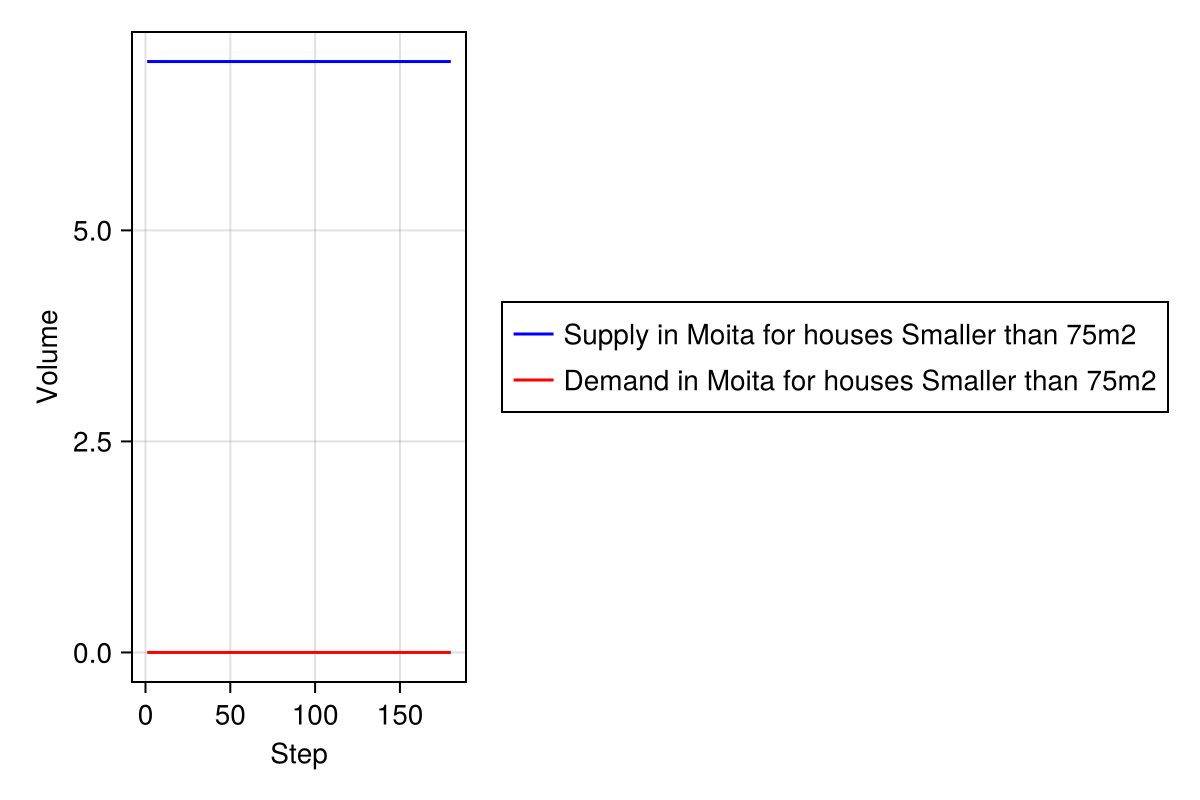 5.0
2.5
0.0
Volume
0 50 100 150
Step
Supply in Moita for houses Smaller than 75m2
Demand in Moita for houses Smaller than 75m2